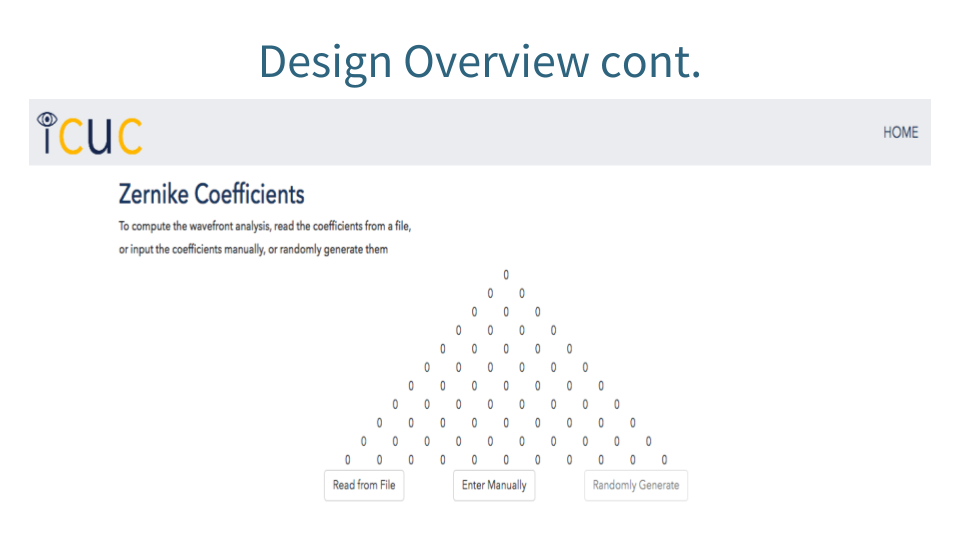 Design Overview cont.
icuc
HOME
Zernike Coefficients
To compute the wavefront analysis, read the coefficients from a file,
or input the coefficients manually, or randomly generate them
0
0 0
0 0 0
0 0 0 0
0 0 0 0 0
0 0 0 0 0 0
0 0 0 0 0 0 0
0 0 0 0 0 0 0 0
0 0 0 0 0 0 0 0 0
0 0 0 0 0 0 0 0 0 0
0 0 0 0 0 0 0 0 0 0 0
Read from File
Enter Manually
Randomly Generate